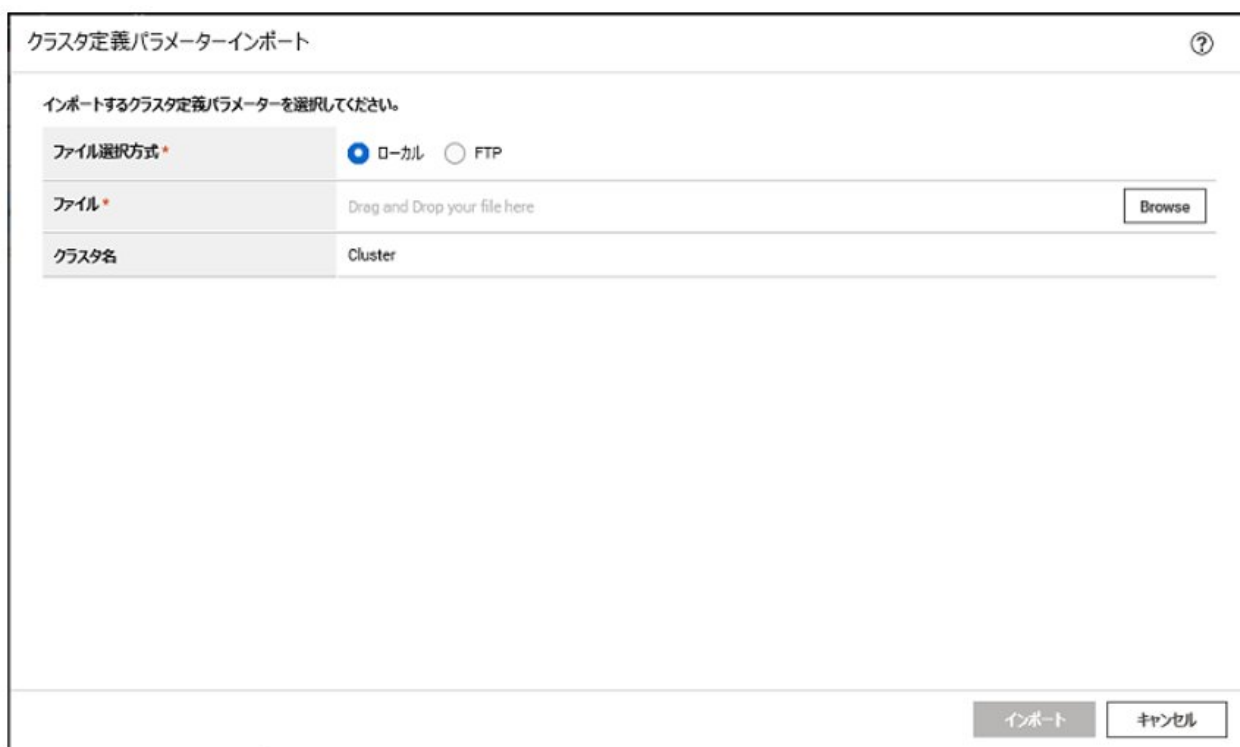 クラスタ定義パラメーターインポート
インポートするクラスタ定義パラメーターを選択してください。
ファイル選択方式* ローカル FTP
ファイル* Drag and Drop your file here Browse
クラスタ名 Cluster
インポート キャンセル